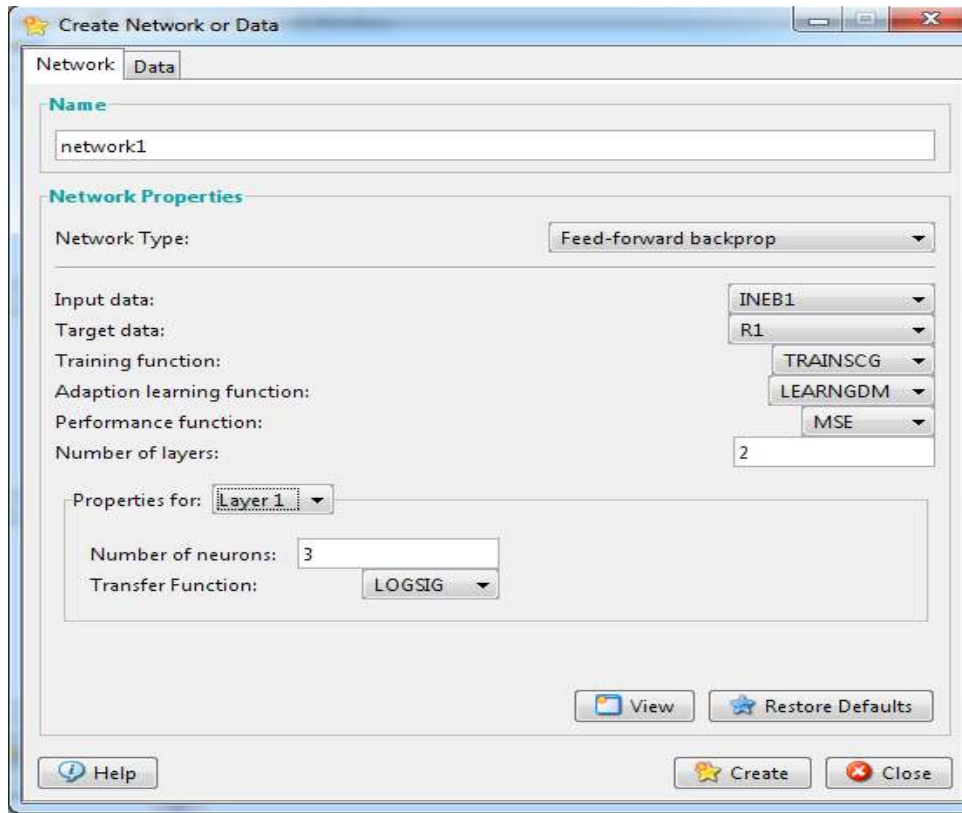 Create Network or Data
Network Data
Name
network1
Network Properties
Network Type: Feed-forward backprop
Input data: INEB1
Target data: R1
Training function: TRAINSCG
Adaption learning function: LEARNGDM
Performance function: MSE
Number of layers: 2
Properties for: Layer 1
Number of neurons: 3
Transfer Function: LOGSIG
View Restore Defaults
Help Create Close